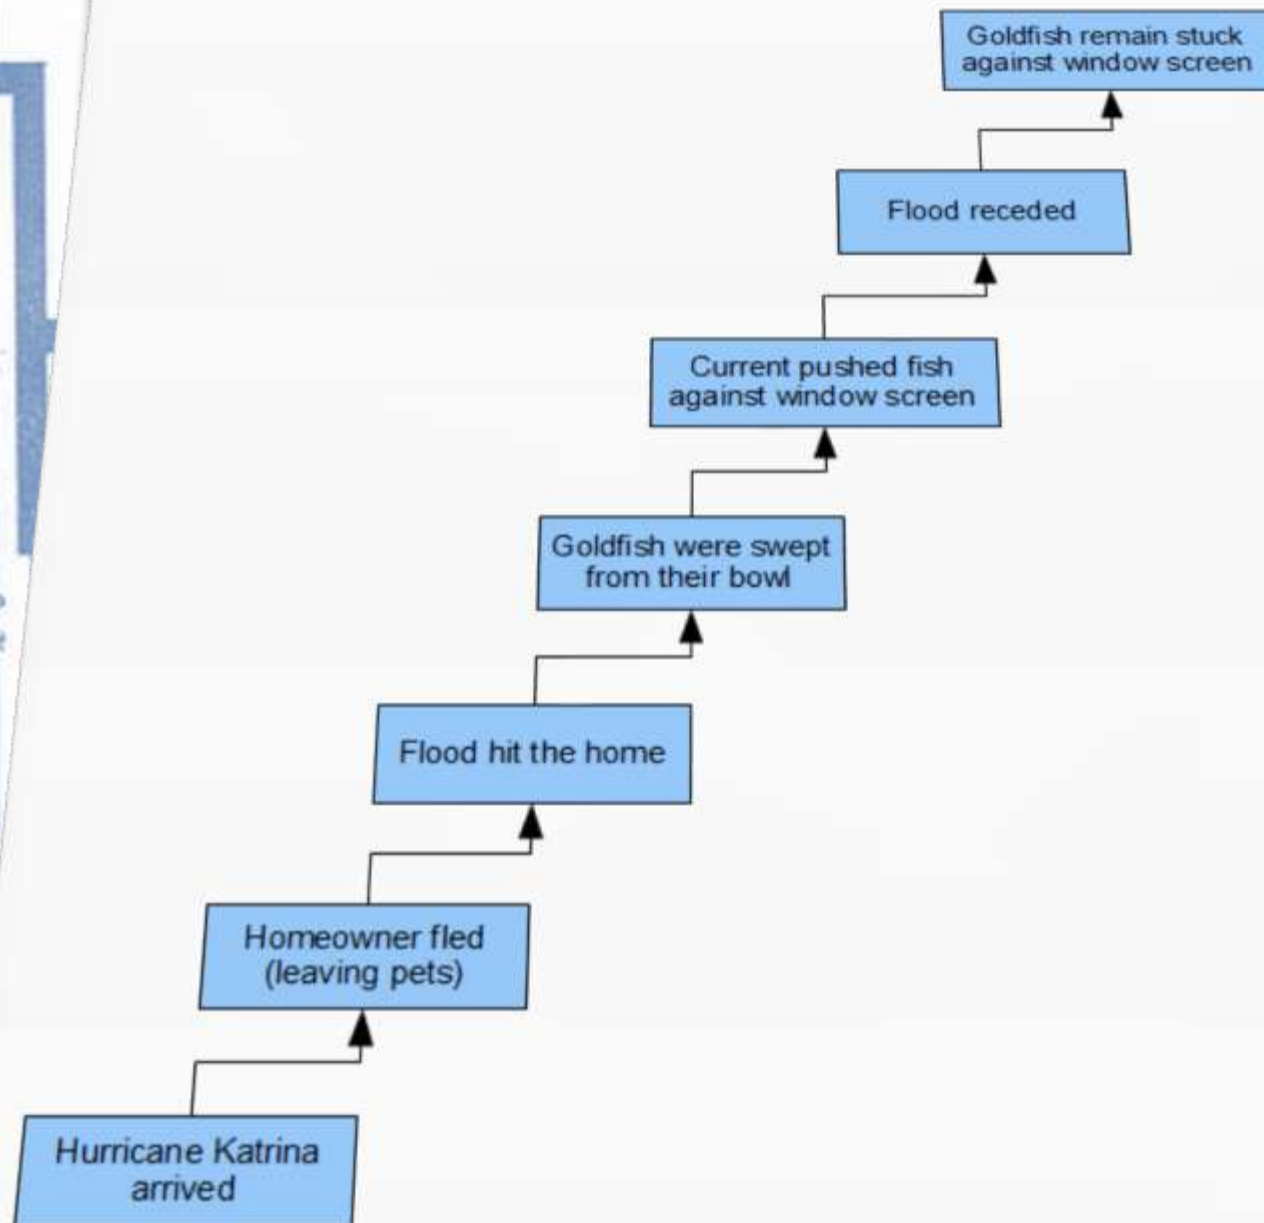 Goldfish remain stuck
against window screen
Flood receded
Current pushed fish
against window screen
Goldfish were swept
from their bowl
Flood hit the home
Homeowner fled
(leaving pets)
Hurricane Katrina
arrived